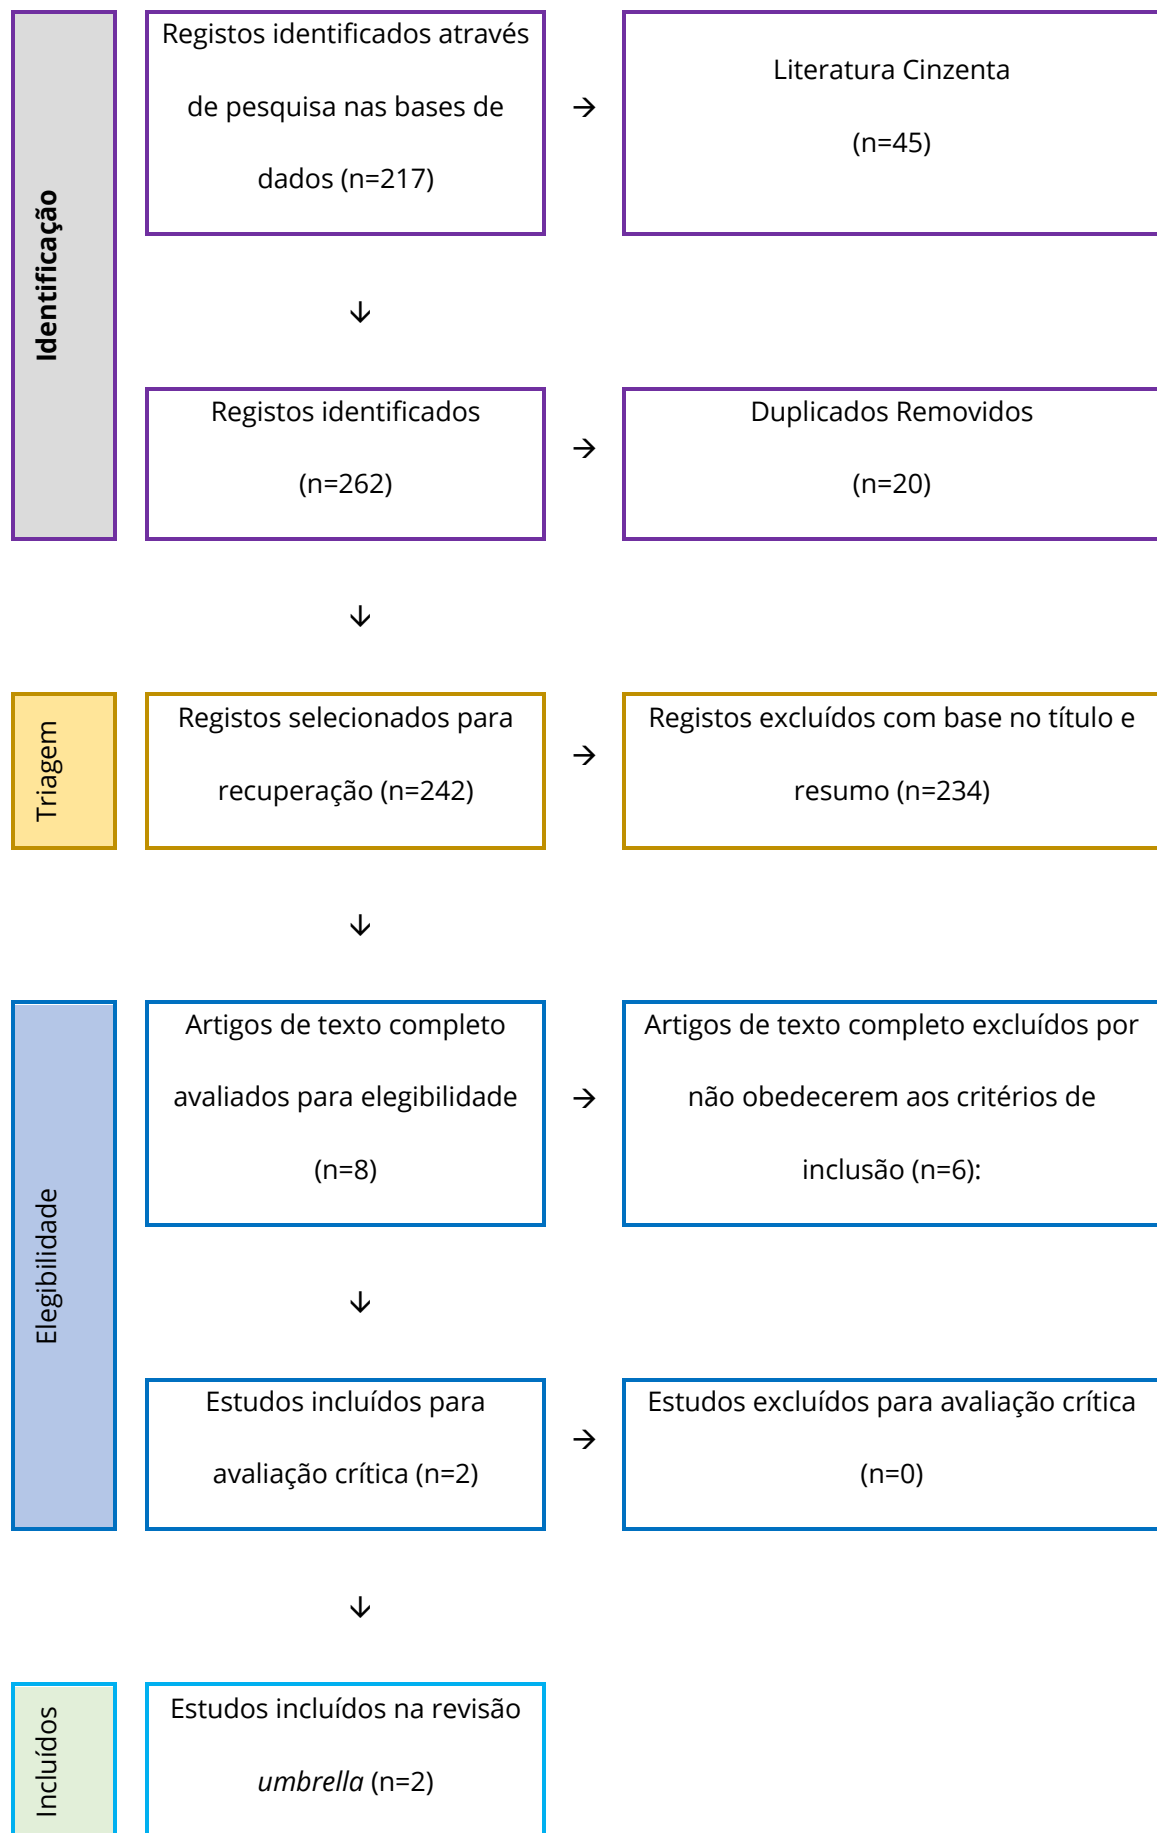 Identificação
Registos identificados através
de pesquisa nas bases de
dados (n=217)
→
Literatura Cinzenta
(n=45)
↓
Registos identificados
(n=262)
→
Duplicados Removidos
(n=20)
↓
Triagem
Registos selecionados para
recuperação (n=242)
→
Registos excluídos com base no título e
resumo (n=234)
↓
Elegibilidade
Artigos de texto completo
avaliados para elegibilidade
(n=8)
→
Artigos de texto completo excluídos por
não obedecerem aos critérios de
inclusão (n=6):
↓
Estudos incluídos para
avaliação crítica (n=2)
→
Estudos excluídos para avaliação crítica
(n=0)
↓
Incluídos
Estudos incluídos na revisão
umbrella (n=2)